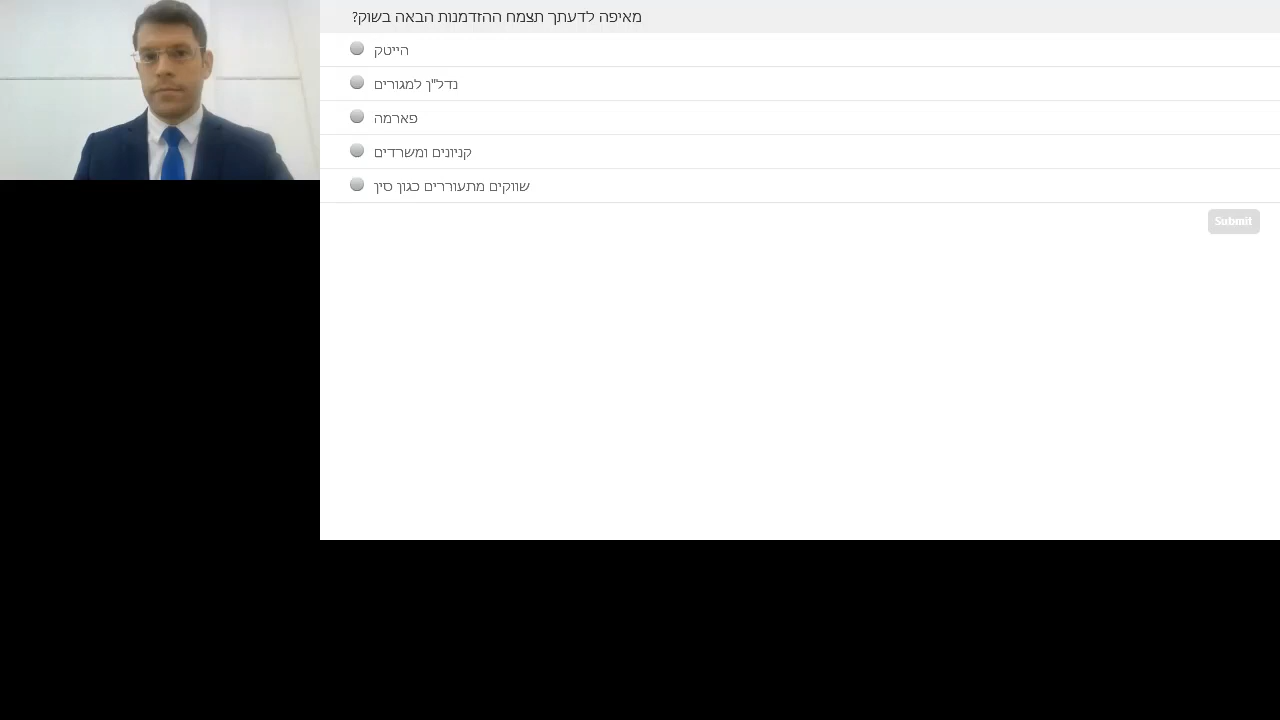 מאיפה לדעתך תצמח ההזדמנות הבאה בשוק?
הייטק
נדל"ן למגורים
פארמה
קניונים ומשרדים
שווקים מתעוררים כגון סין
Submit